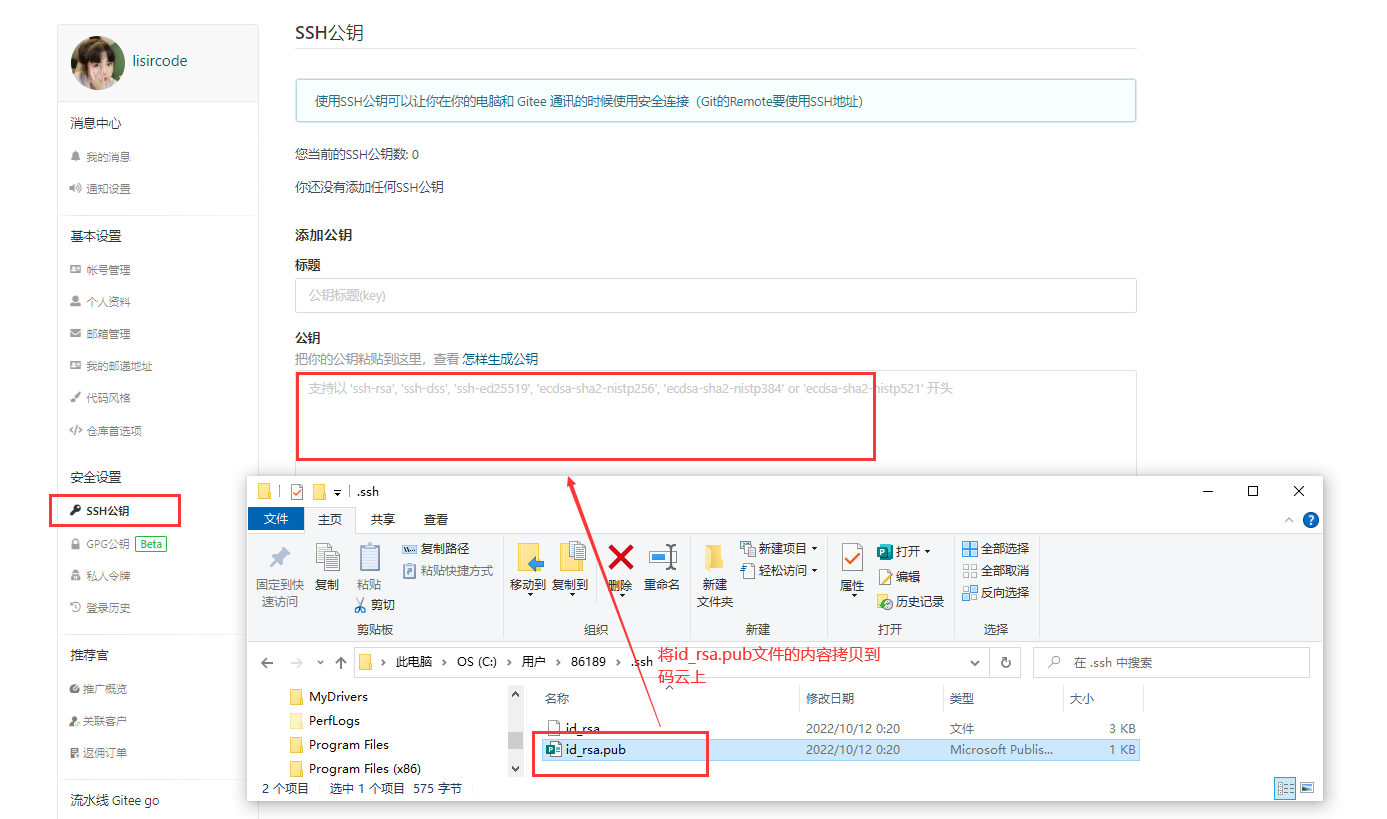 lisircode
消息中心
我的消息
通知设置
基本设置
帐号管理
个人资料
邮箱管理
我的邮递地址
代码风格
仓库首选项
安全设置
SSH公钥
GPG公钥 Beta
私人令牌
登录历史
推荐官
推广概览
关联客户
返佣订单
流水线 Gitee go
SSH公钥
使用SSH公钥可以让你在你的电脑和 Gitee 通讯的时候使用安全连接（Git的Remote要使用SSH地址）
您当前的SSH公钥数: 0
你还没有添加任何SSH公钥
添加公钥
标题
公钥标题(key)
公钥
把你的公钥粘贴到这里，查看 怎样生成公钥
支持以 'ssh-rsa', 'ssh-dss', 'ssh-ed25519', 'ecdsa-sha2-nistp256', 'ecdsa-sha2-nistp384' or 'ecdsa-sha2-nistp521' 开头
.ssh
文件 主页 共享 查看
固定到快
速访问
复制
粘贴
复制路径
粘贴快捷方式
剪切
剪贴板
移动到 复制到 删除 重命名
组织
新建
文件夹
新建项目
轻松访问
新建
属性
打开
编辑
历史记录
打开
全部选择
全部取消
反向选择
选择
此电脑 › OS (C:) › 用户 › 86189 › .ssh
在 .ssh 中搜索
将id_rsa.pub文件的内容拷贝到
码云上
MyDrivers
PerfLogs
Program Files
Program Files (x86)
名称 修改日期 类型 大小
id_rsa 2022/10/12 0:20 文件 3 KB
id_rsa.pub 2022/10/12 0:20 Microsoft Publis... 1 KB
2 个项目 选中 1 个项目 575 字节